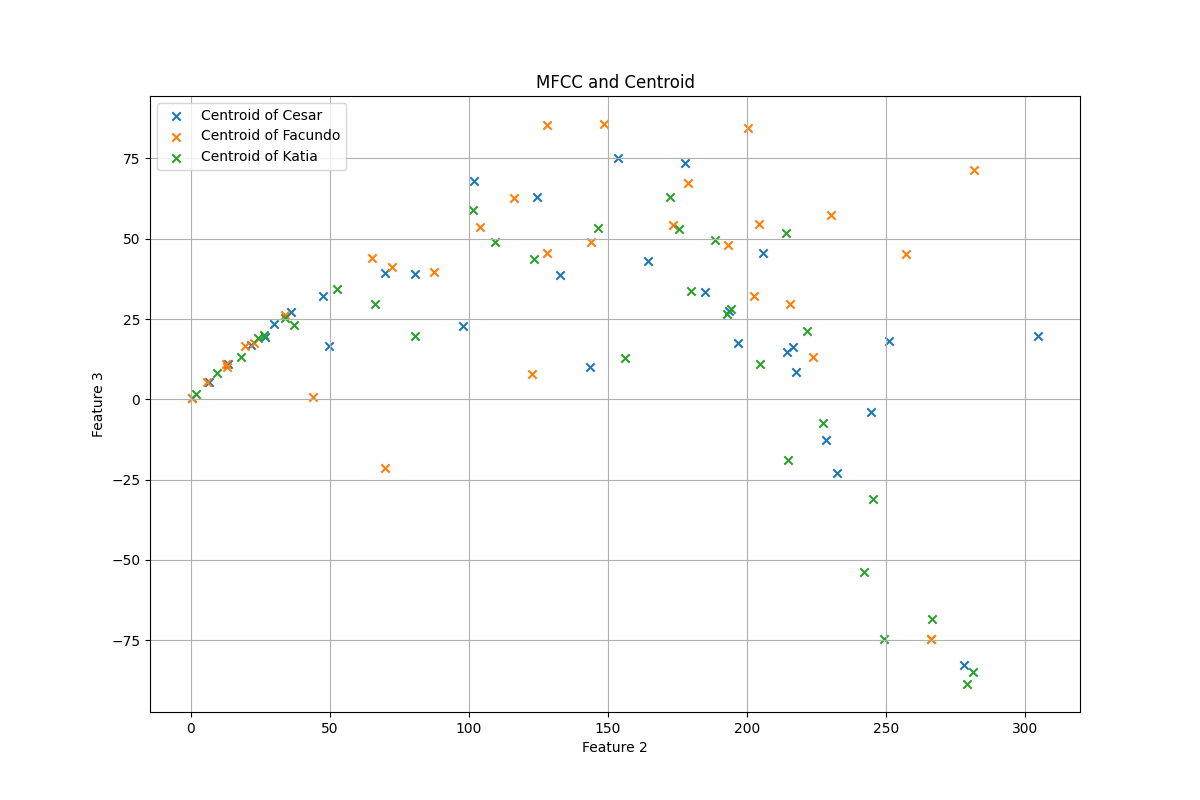 MFCC and Centroid
Centroid of Cesar
Centroid of Facundo
Centroid of Katia
75
50
25
0
−25
−50
−75
Feature 3
0 50 100 150 200 250 300
Feature 2